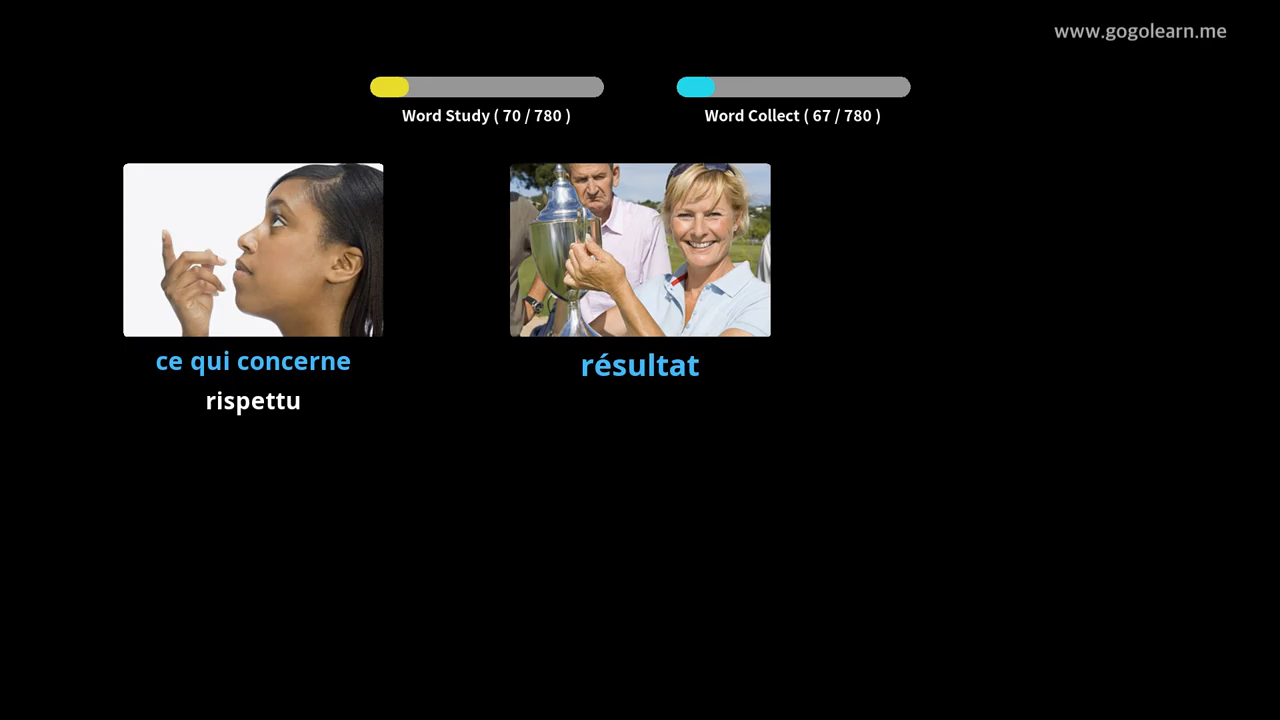 www.gogolearn.me
Word Study ( 70 / 780 )
Word Collect ( 67 / 780 )
ce qui concerne
rispettu
résultat